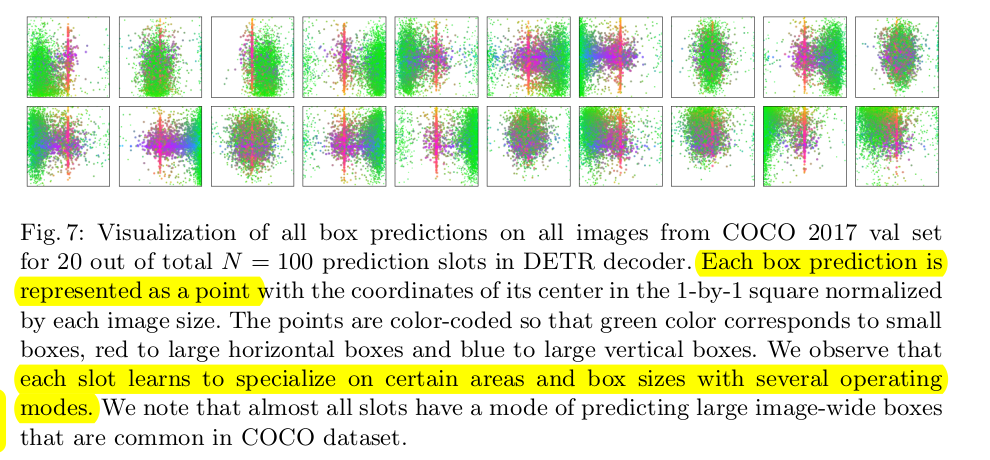 Fig. 7: Visualization of all box predictions on all images from COCO 2017 val set
for 20 out of total N = 100 prediction slots in DETR decoder. Each box prediction is
represented as a point with the coordinates of its center in the 1-by-1 square normalized
by each image size. The points are color-coded so that green color corresponds to small
boxes, red to large horizontal boxes and blue to large vertical boxes. We observe that
each slot learns to specialize on certain areas and box sizes with several operating
modes. We note that almost all slots have a mode of predicting large image-wide boxes
that are common in COCO dataset.